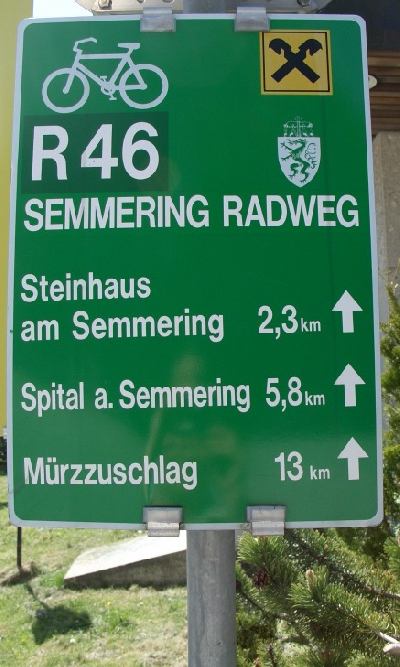 R 46
SEMMERING RADWEG
Steinhaus
am Semmering 2,3 km
Spital a. Semmering 5,8 km
Mürzzuschlag 13 km